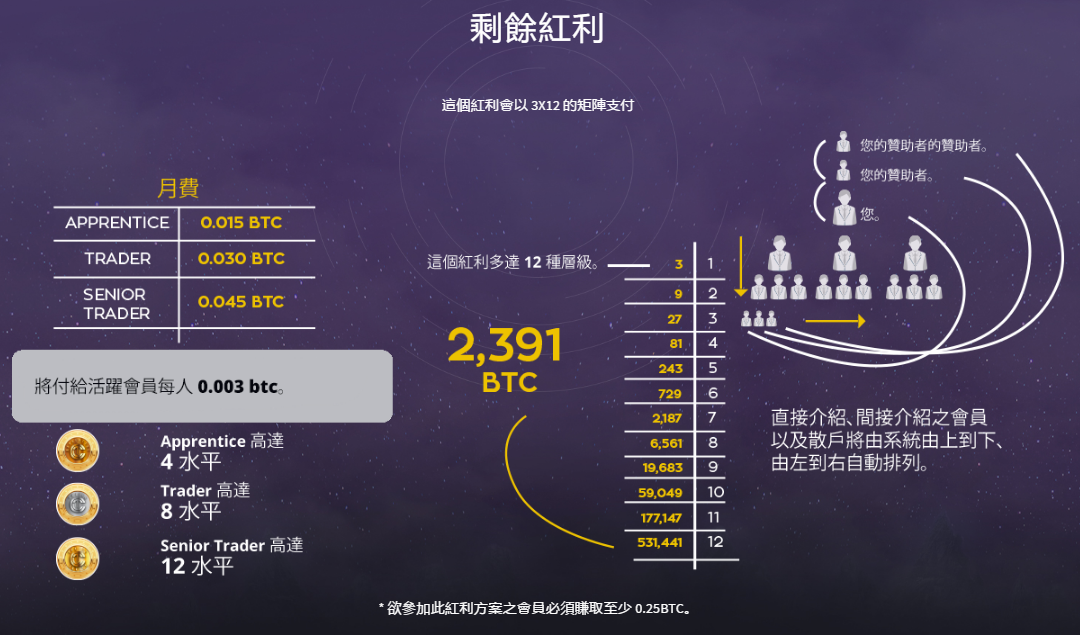 剩餘紅利
這個紅利會以 3X12 的矩陣支付
月費
APPRENTICE 0.015 BTC
TRADER 0.030 BTC
SENIOR
TRADER 0.045 BTC
將付給活躍會員每人 0.003 btc。
Apprentice 高達
4 水平
Trader 高達
8 水平
Senior Trader 高達
12 水平
這個紅利多達 12 種層級。
2,391
BTC
3 1
9 2
27 3
81 4
243 5
729 6
2,187 7
6,561 8
19,683 9
59,049 10
177,147 11
531,441 12
您的贊助者的贊助者。
您的贊助者。
您。
直接介紹、間接介紹之會員
以及散戶將由系統由上到下、
由左到右自動排列。
* 欲參加此紅利方案之會員必須賺取至少 0.25BTC。